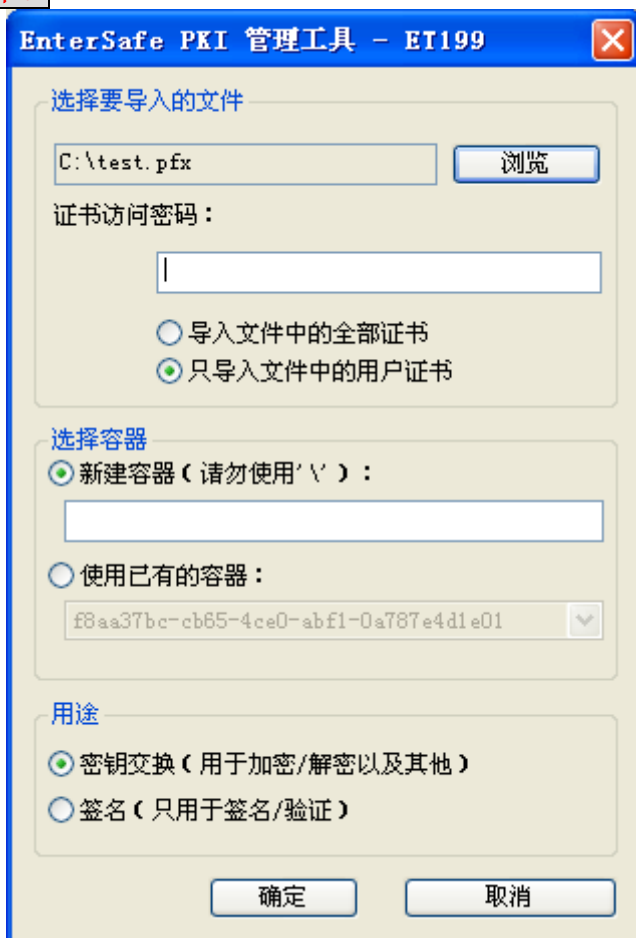 EnterSafe PKI 管理工具 - ET199
选择要导入的文件
C:\test.pfx
浏览
证书访问密码：
导入文件中的全部证书
只导入文件中的用户证书
选择容器
新建容器（请勿使用'\'）：
使用已有的容器：
f8aa37bc-cb65-4ce0-abf1-0a787e4d1e01
用途
密钥交换（用于加密/解密以及其他）
签名（只用于签名/验证）
确定
取消